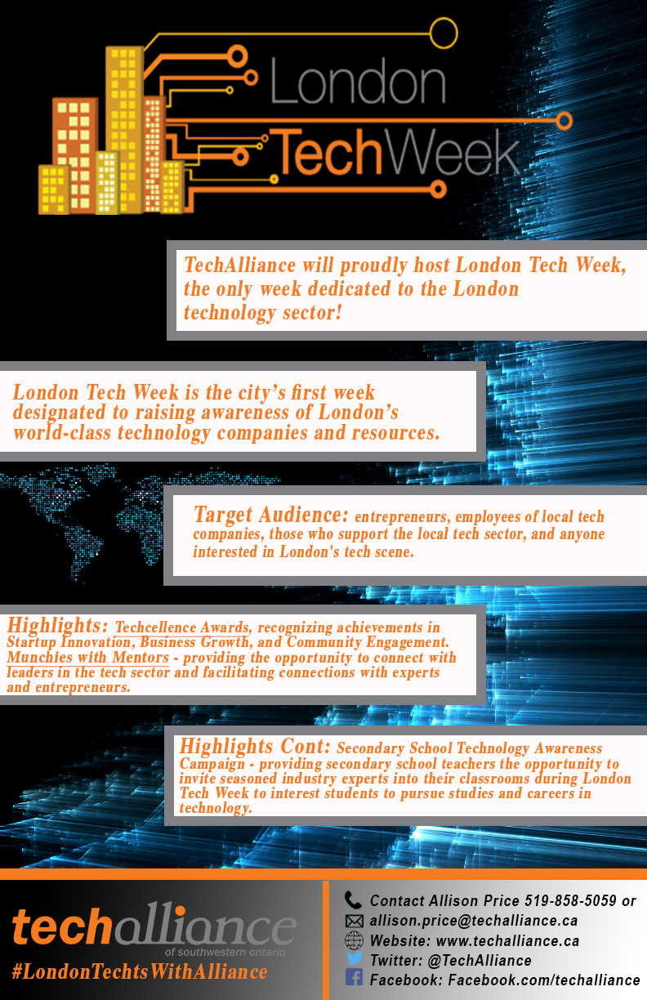 London
TechWeek
TechAlliance will proudly host London Tech Week,
the only week dedicated to the London
technology sector!
London Tech Week is the city's first week
designated to raising awareness of London's
world-class technology companies and resources.
Target Audience: entrepreneurs, employees of local tech
companies, those who support the local tech sector, and anyone
interested in London's tech scene.
Highlights: Techcellence Awards, recognizing achievements in
Startup Innovation, Business Growth, and Community Engagement.
Munchies with Mentors - providing the opportunity to connect with
leaders in the tech sector and facilitating connections with experts
and entrepreneurs.
Highlights Cont: Secondary School Technology Awareness
Campaign - providing secondary school teachers the opportunity to
invite seasoned industry experts into their classrooms during London
Tech Week to interest students to pursue studies and careers in
technology.
techalliance
of southwestern ontario
#LondonTechtsWithAlliance
Contact Allison Price 519-858-5059 or
allison.price@techalliance.ca
Website: www.techalliance.ca
Twitter: @TechAlliance
Facebook: Facebook.com/techalliance